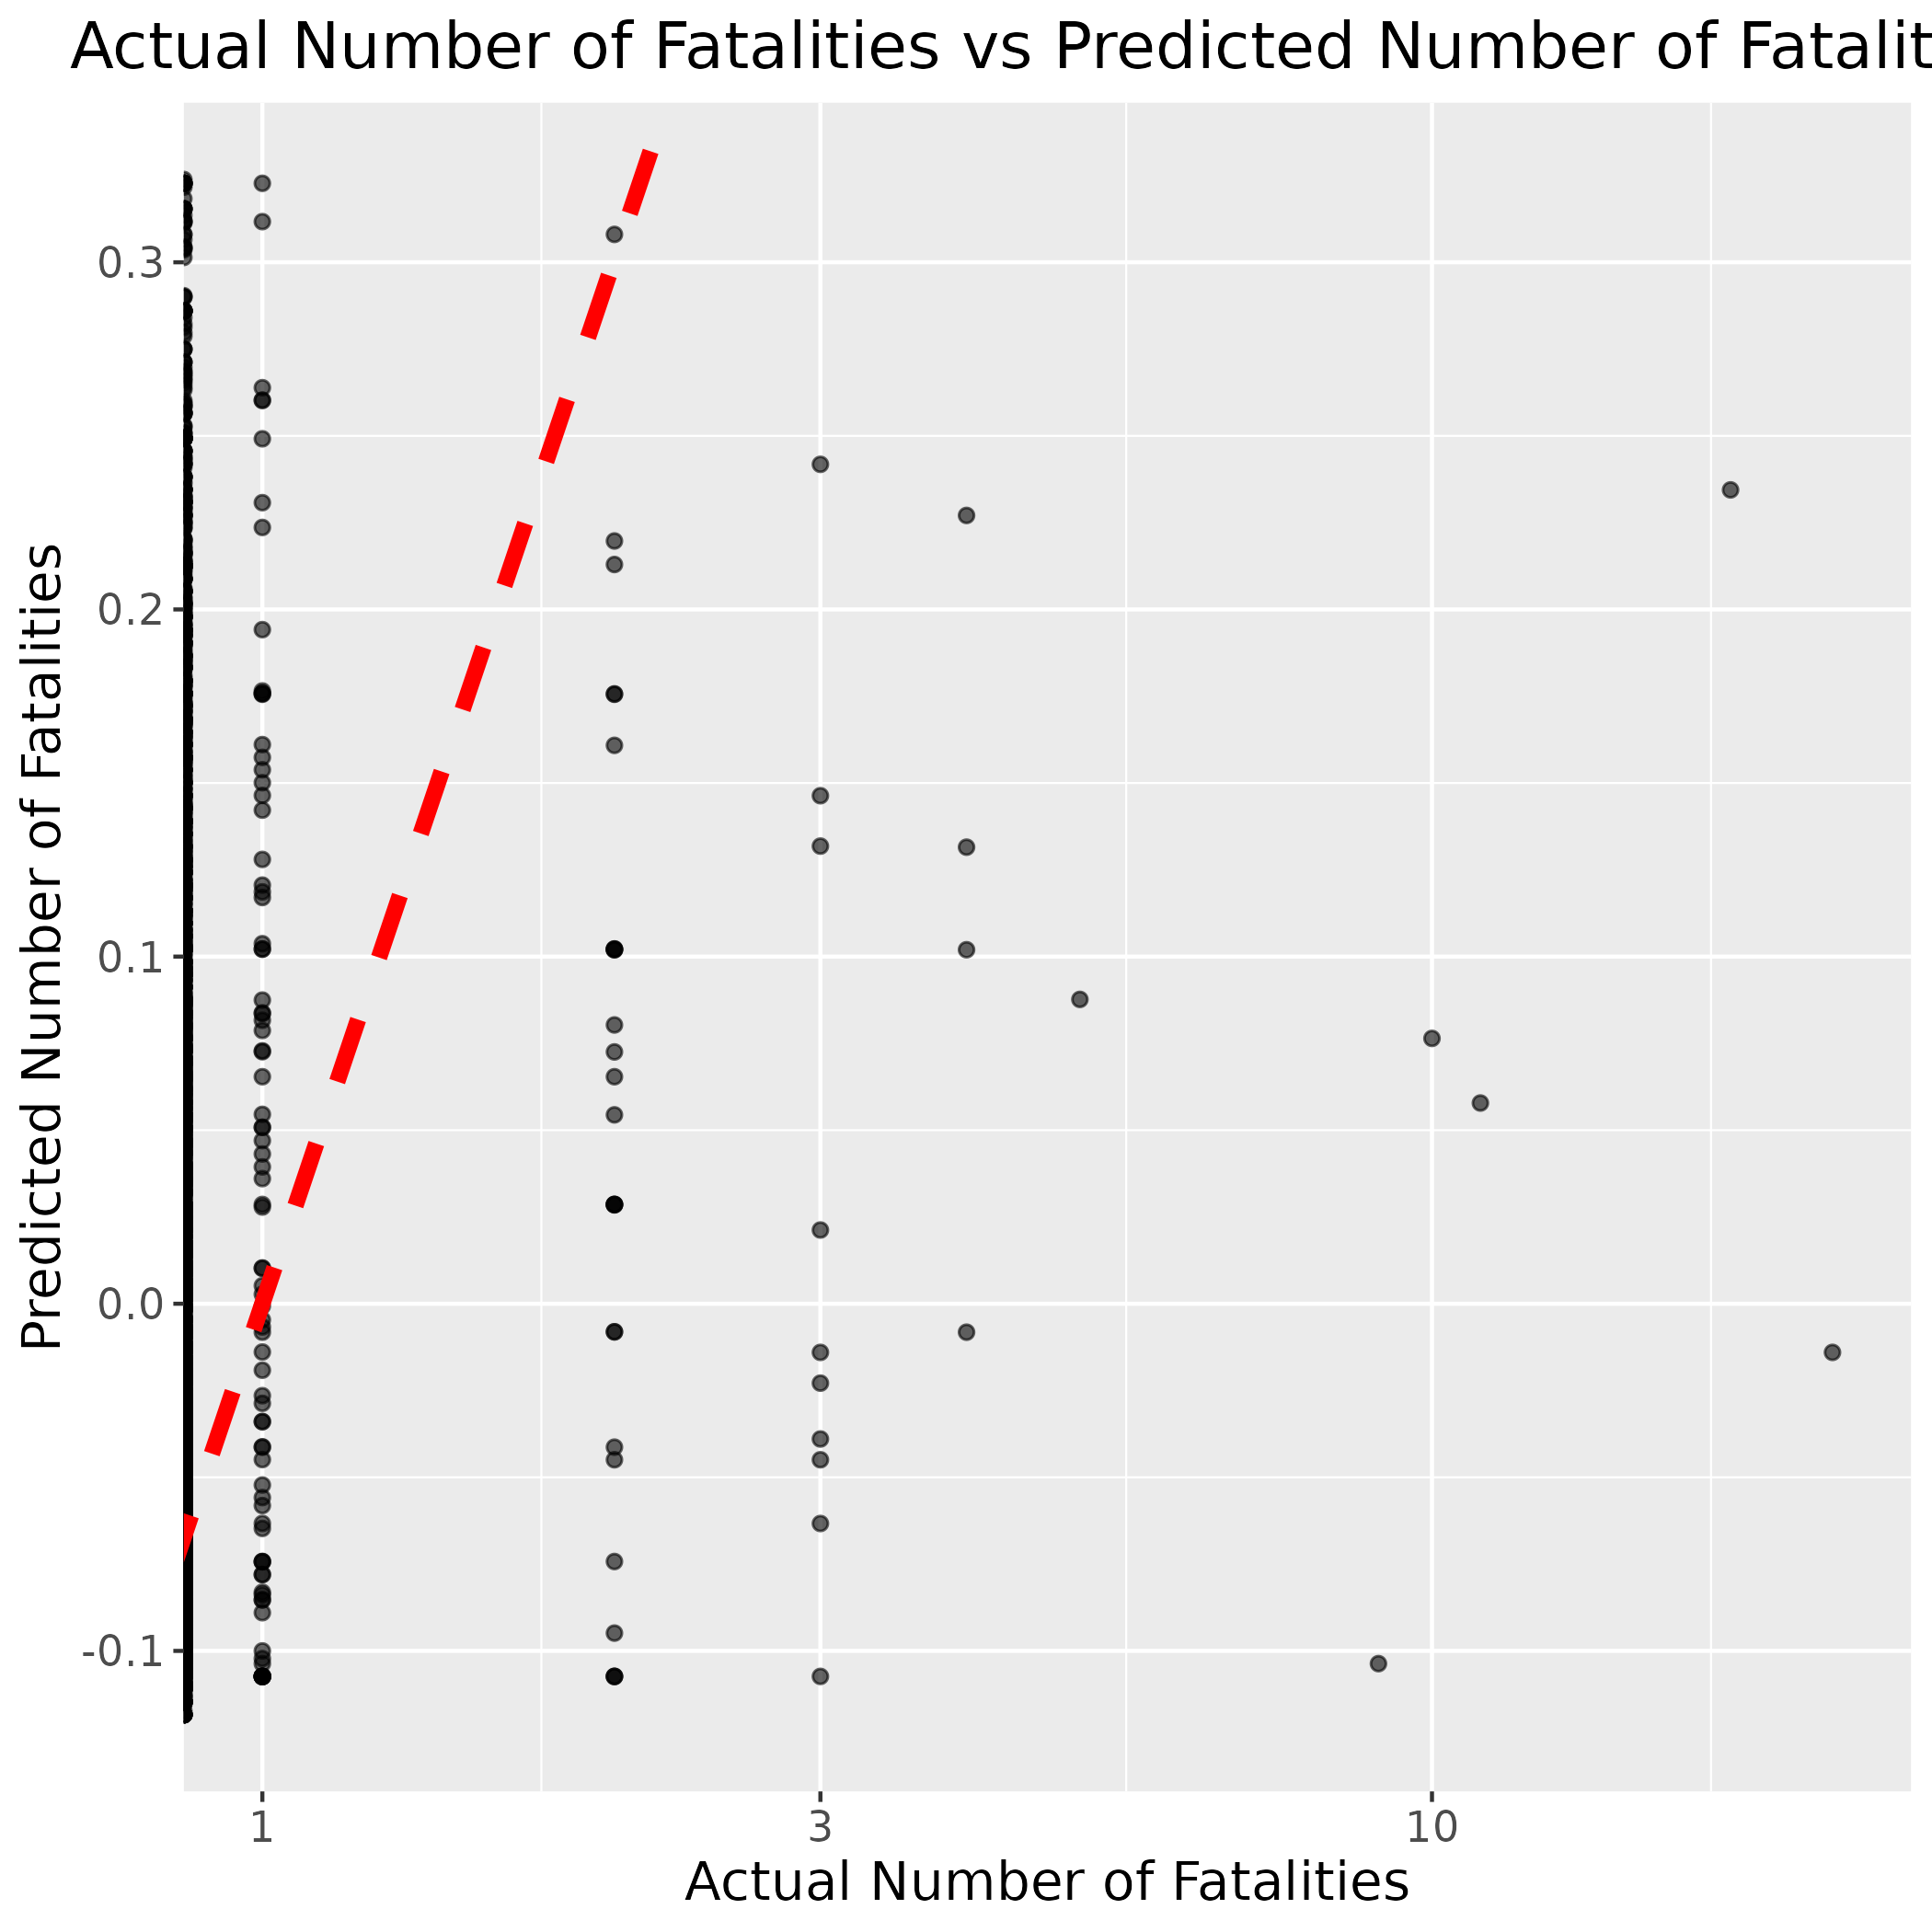 Actual Number of Fatalities vs Predicted Number of Fatalit
Predicted Number of Fatalities
0.3
0.2
0.1
0.0
-0.1
1 3 10
Actual Number of Fatalities